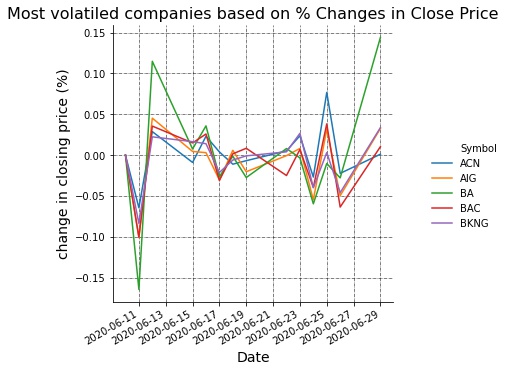 Most volatiled companies based on % Changes in Close Price
0.15
0.10
0.05
0.00
−0.05
−0.10
−0.15
change in closing price (%)
2020-06-11
2020-06-13
2020-06-15
2020-06-17
2020-06-19
2020-06-21
2020-06-23
2020-06-25
2020-06-27
2020-06-29
Date
Symbol
ACN
AIG
BA
BAC
BKNG